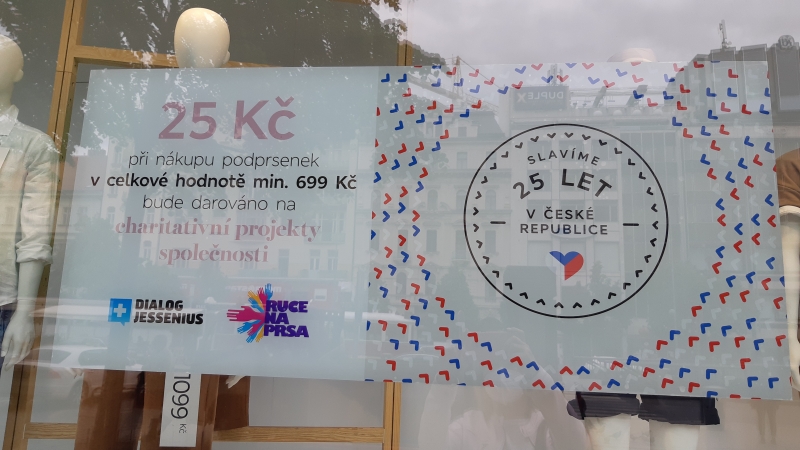 25 Kč
při nákupu podprsenek
v celkové hodnotě min. 699 Kč
bude darováno na
charitativní projekty
společnosti
DIALOG
JESSENIUS
RUCE
NA
PRSA
SLAVÍME
25 LET
V ČESKÉ
REPUBLICE
1099 Kč
DUPLEX